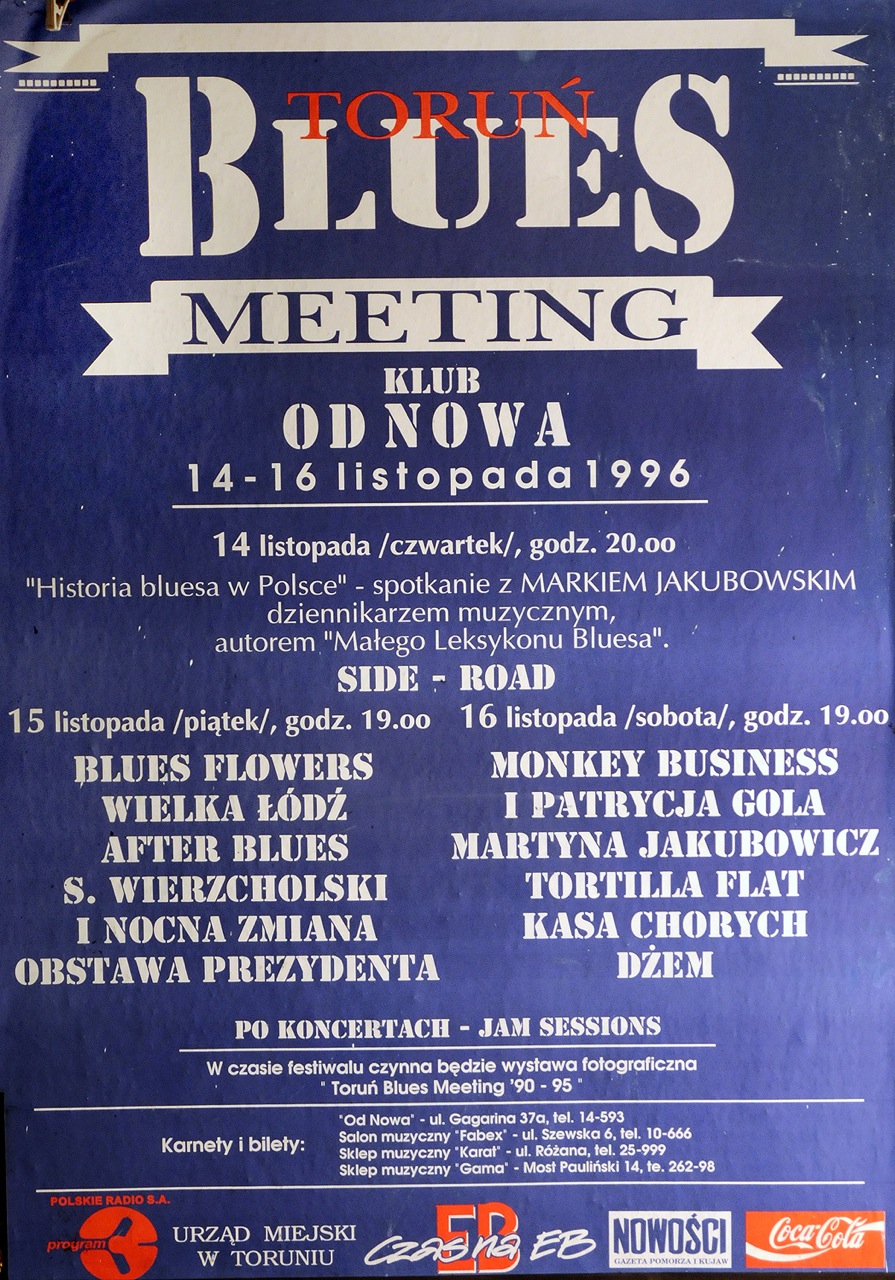 TORUŃ
BLUES
MEETING
KLUB
OD NOWA
14-16 listopada 1996
14 listopada /czwartek/, godz. 20.oo
"Historia bluesa w Polsce" - spotkanie z MARKIEM JAKUBOWSKIM
dziennikarzem muzycznym,
autorem "Małego Leksykonu Bluesa".
SIDE - ROAD
15 listopada /piątek/, godz. 19.oo
BLUES FLOWERS
WIELKA ŁÓDŹ
AFTER BLUES
S. WIERZCHOLSKI
I NOCNA ZMIANA
OBSTAWA PREZYDENTA
16 listopada /sobota/, godz. 19.oo
MONKEY BUSINESS
I PATRYCJA GOLA
MARTYNA JAKUBOWICZ
TORTILLA FLAT
KASA CHORYCH
DŻEM
PO KONCERTACH - JAM SESSIONS
W czasie festiwalu czynna będzie wystawa fotograficzna
" Toruń Blues Meeting '90 - 95 "
Karnety i bilety:
"Od Nowa" - ul. Gagarina 37a, tel. 14-593
Salon muzyczny "Fabex" - ul. Szewska 6, tel. 10-666
Sklep muzyczny "Karat" - ul. Różana, tel. 25-999
Sklep muzyczny "Gama" - Most Pauliński 14, te. 262-98
POLSKIE RADIO S.A.
program 3
URZĄD MIEJSKI
W TORUNIU
EB
czas na EB
NOWOŚCI
GAZETA POMORZA I KUJAW
Coca-Cola